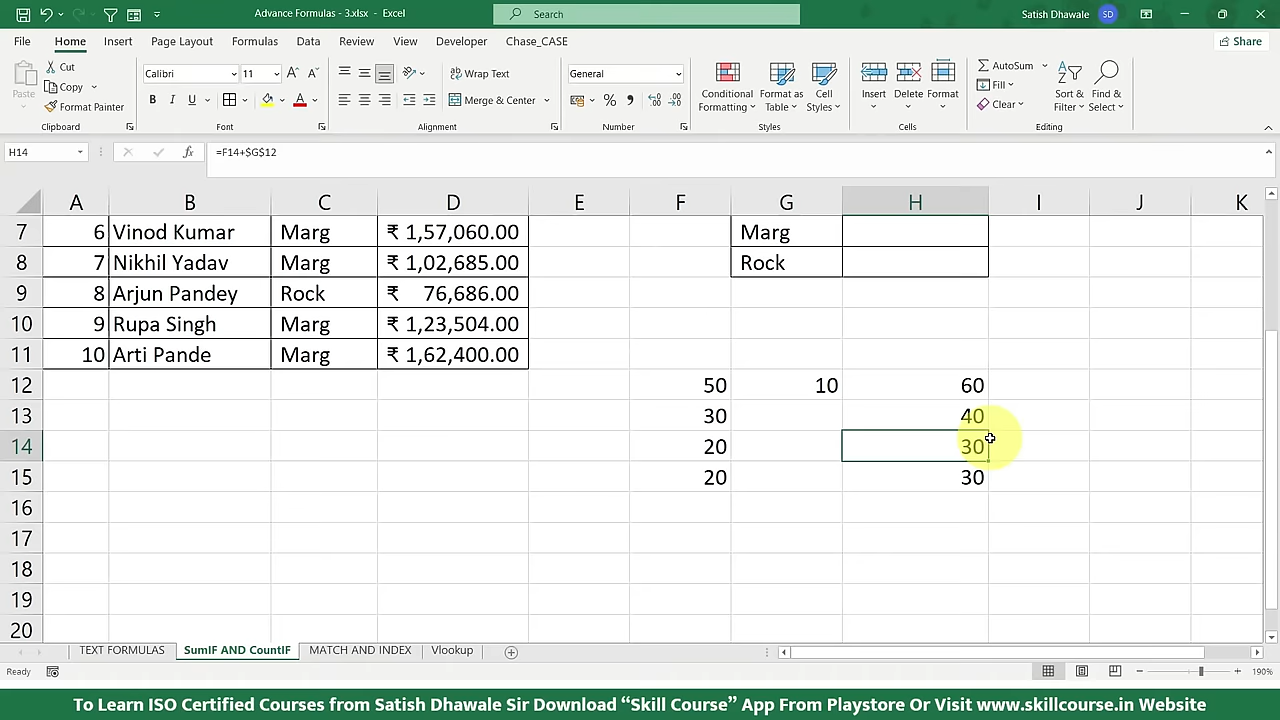 Advance Formulas - 3.xlsx - Excel
Search
Satish Dhawale SD
File Home Insert Page Layout Formulas Data Review View Developer Chase_CASE Share
Paste
Cut
Copy
Format Painter
Clipboard
Calibri 11
B I U
Font
Wrap Text
Merge & Center
Alignment
General
Number
Conditional Formatting
Format as Table
Cell Styles
Styles
Insert Delete Format
Cells
AutoSum
Fill
Clear
Sort & Filter
Find & Select
Editing
H14 fx =F14+$G$12
A B C D E F G H I J K
7 6 Vinod Kumar Marg ₹ 1,57,060.00 Marg
8 7 Nikhil Yadav Marg ₹ 1,02,685.00 Rock
9 8 Arjun Pandey Rock ₹ 76,686.00
10 9 Rupa Singh Marg ₹ 1,23,504.00
11 10 Arti Pande Marg ₹ 1,62,400.00
12 50 10 60
13 30 40
14 20 30
15 20 30
16
17
18
19
20
TEXT FORMULAS SumIF AND CountIF MATCH AND INDEX Vlookup
Ready 190%
To Learn ISO Certified Courses from Satish Dhawale Sir Download “Skill Course” App From Playstore Or Visit www.skillcourse.in Website